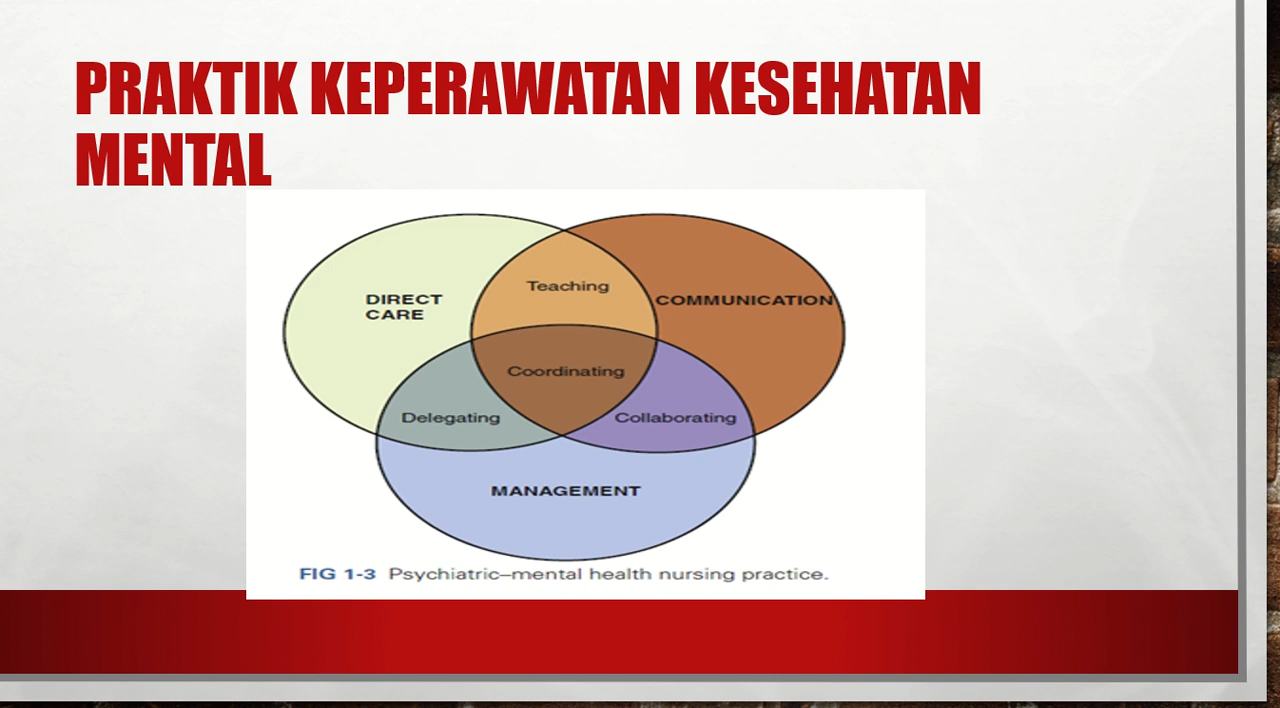 PRAKTIK KEPERAWATAN KESEHATAN
MENTAL
Teaching
DIRECT
CARE
COMMUNICATION
Coordinating
Delegating
Collaborating
MANAGEMENT
FIG 1-3 Psychiatric–mental health nursing practice.